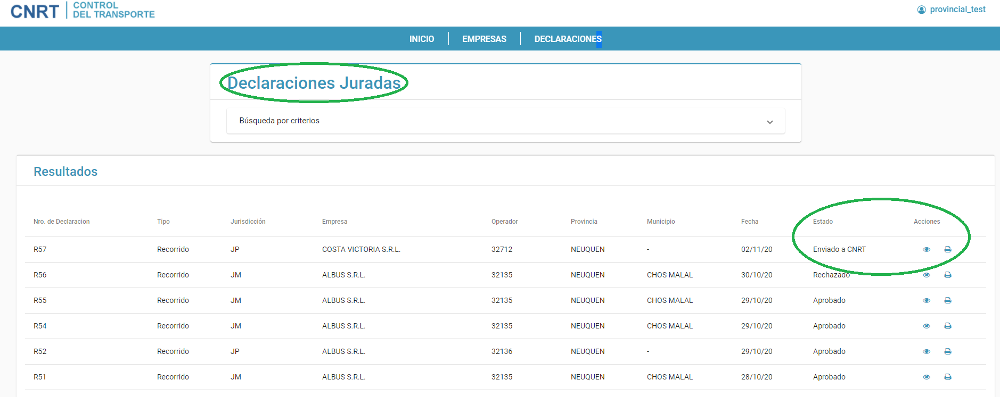 CNRT CONTROL
DEL TRANSPORTE
provincial_test
INICIO EMPRESAS DECLARACIONES
Declaraciones Juradas
Búsqueda por criterios
Resultados
Nro. de Declaracion Tipo Jurisdicción Empresa Operador Provincia Municipio Fecha Estado Acciones
R57 Recorrido JP COSTA VICTORIA S.R.L. 32712 NEUQUEN - 02/11/20 Enviado a CNRT
R56 Recorrido JM ALBUS S.R.L. 32135 NEUQUEN CHOS MALAL 30/10/20 Rechazado
R55 Recorrido JM ALBUS S.R.L. 32135 NEUQUEN CHOS MALAL 29/10/20 Aprobado
R54 Recorrido JM ALBUS S.R.L. 32135 NEUQUEN CHOS MALAL 29/10/20 Aprobado
R52 Recorrido JP ALBUS S.R.L. 32136 NEUQUEN - 29/10/20 Aprobado
R51 Recorrido JM ALBUS S.R.L. 32135 NEUQUEN CHOS MALAL 28/10/20 Aprobado